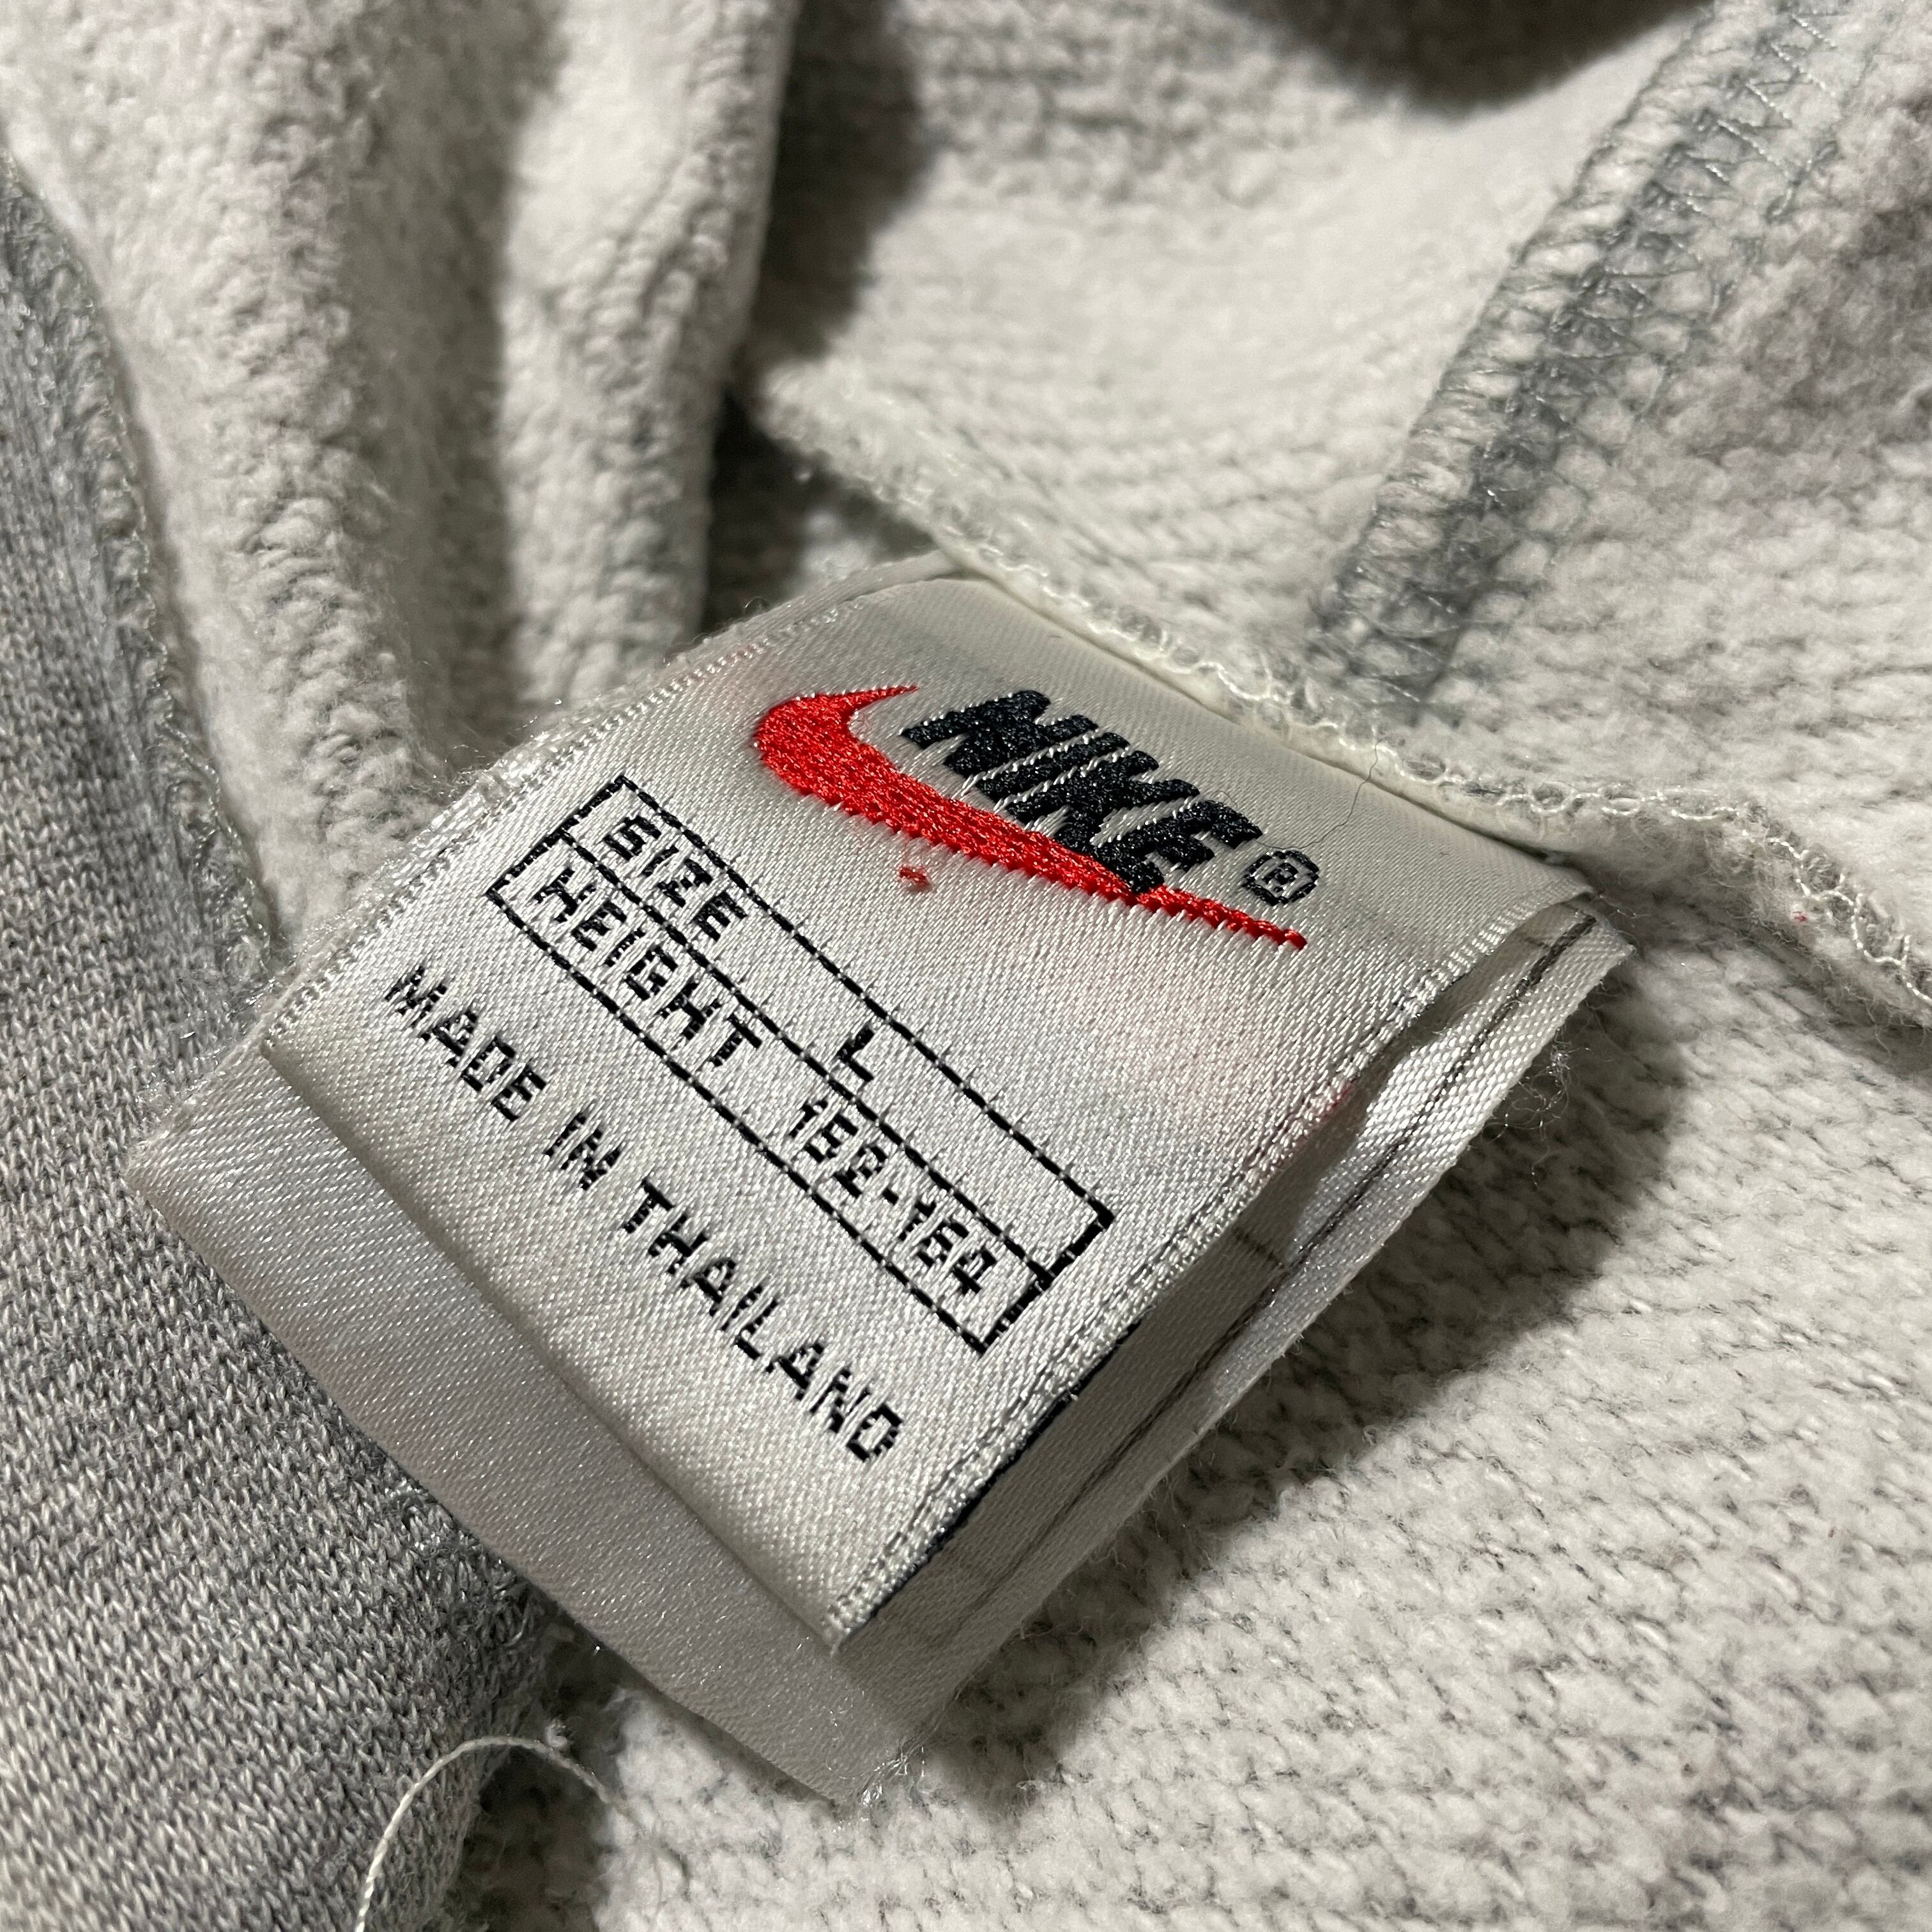 NIKE ®
SIZE L
HEIGHT 152-164
MADE IN THAILAND